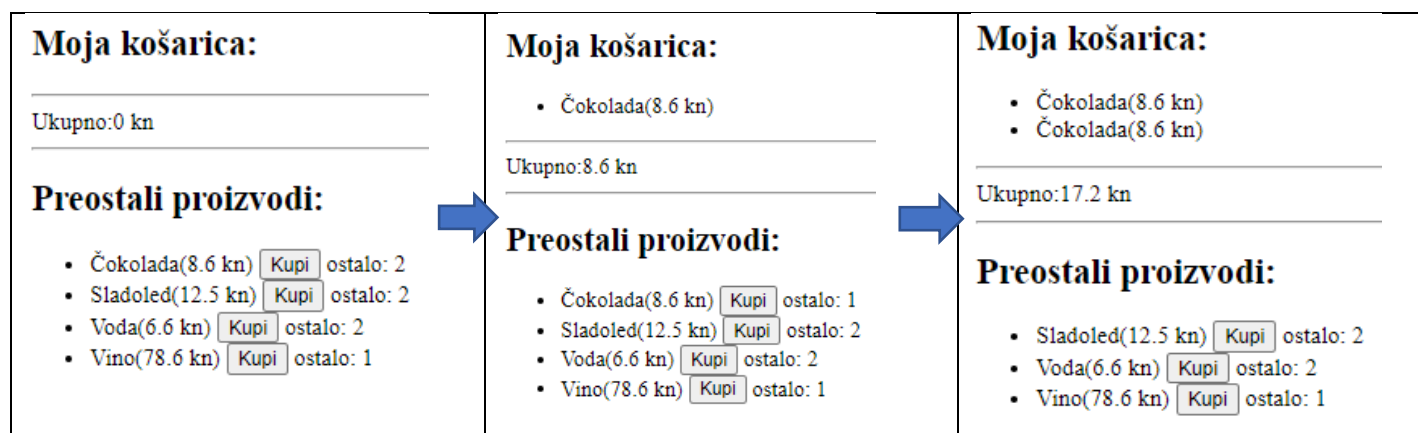 Moja košarica:
Ukupno:0 kn
Preostali proizvodi:
Čokolada(8.6 kn) Kupi ostalo: 2
Sladoled(12.5 kn) Kupi ostalo: 2
Voda(6.6 kn) Kupi ostalo: 2
Vino(78.6 kn) Kupi ostalo: 1
Moja košarica:
Čokolada(8.6 kn)
Ukupno:8.6 kn
Preostali proizvodi:
Čokolada(8.6 kn) Kupi ostalo: 1
Sladoled(12.5 kn) Kupi ostalo: 2
Voda(6.6 kn) Kupi ostalo: 2
Vino(78.6 kn) Kupi ostalo: 1
Moja košarica:
Čokolada(8.6 kn)
Čokolada(8.6 kn)
Ukupno:17.2 kn
Preostali proizvodi:
Sladoled(12.5 kn) Kupi ostalo: 2
Voda(6.6 kn) Kupi ostalo: 2
Vino(78.6 kn) Kupi ostalo: 1